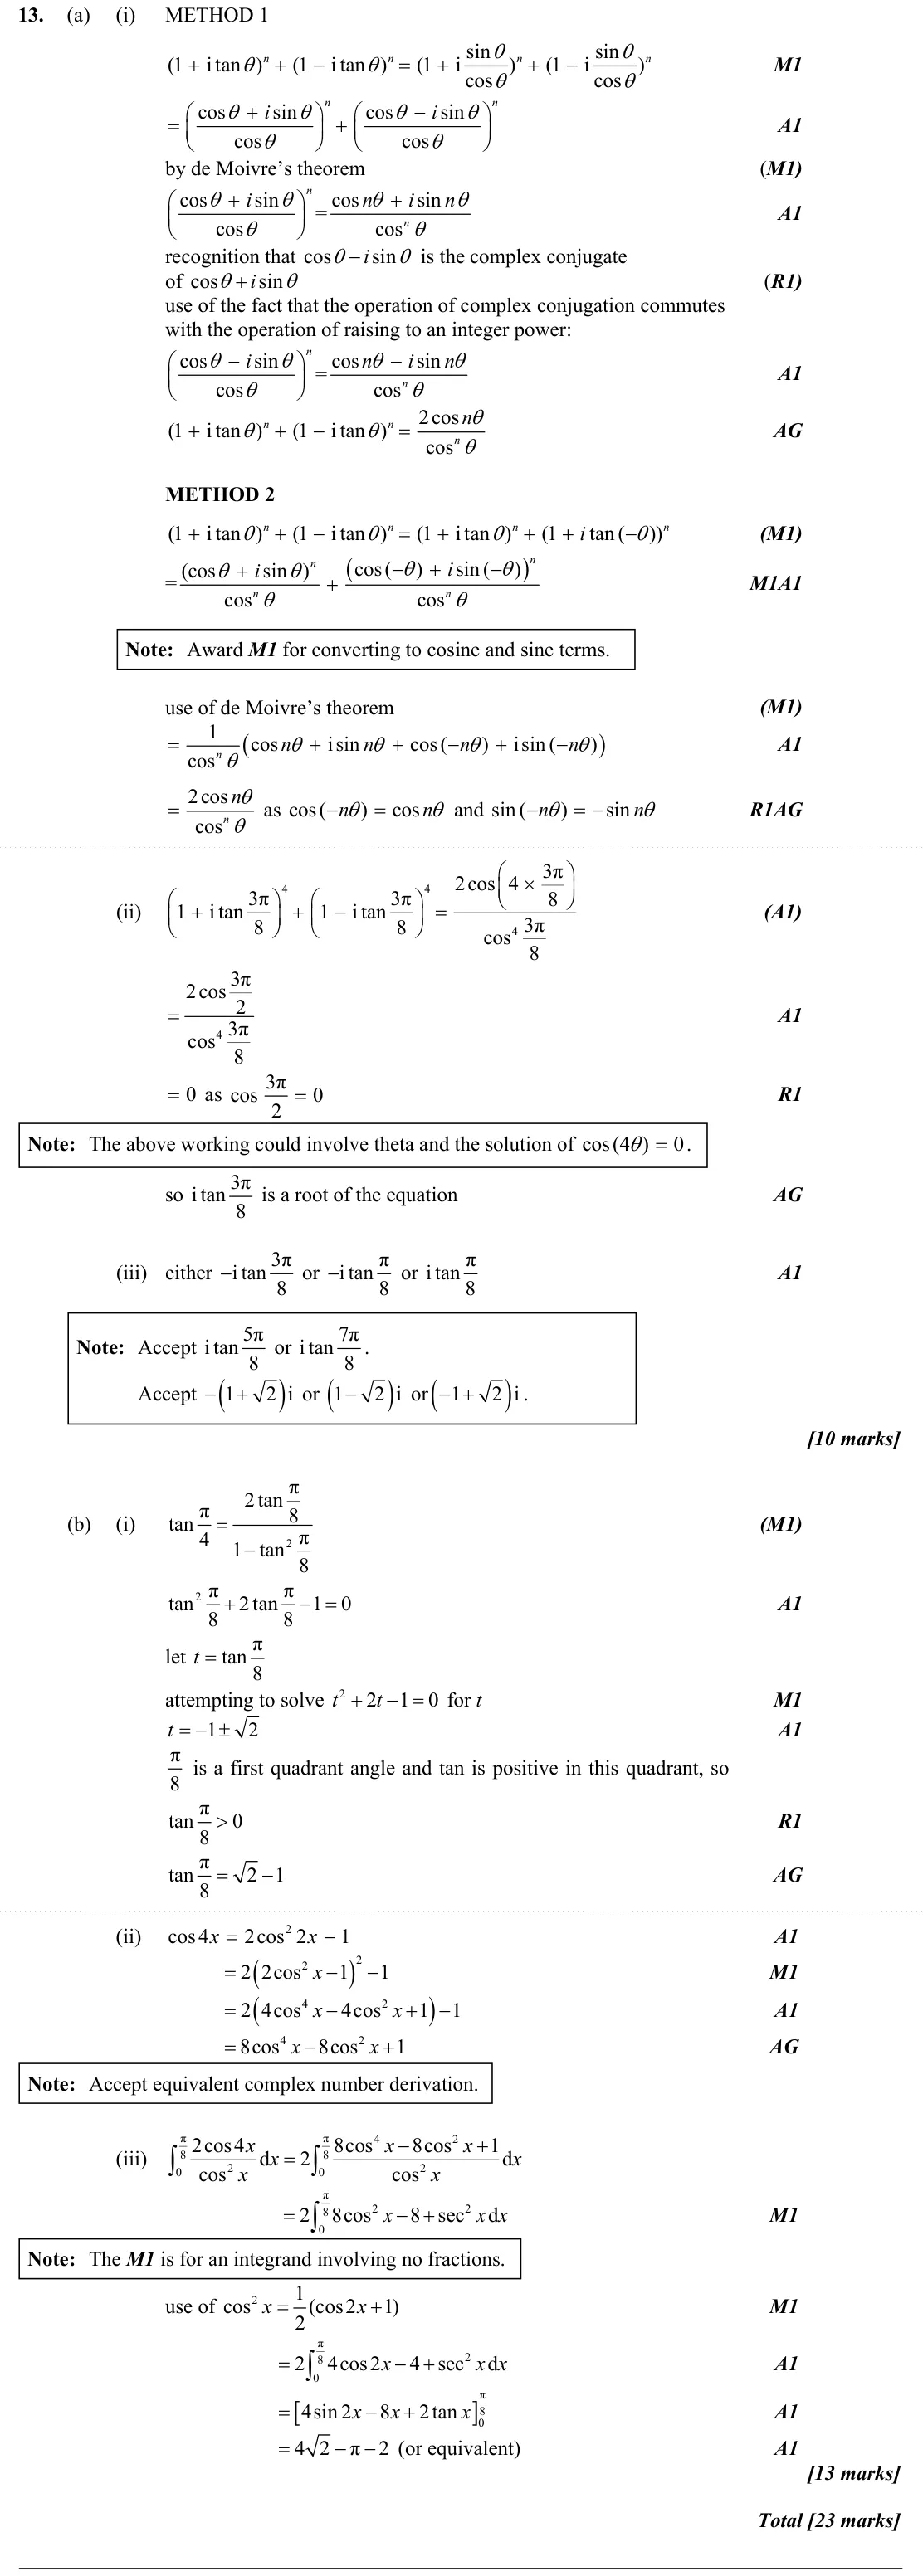 13. (a) (i) METHOD 1
(1 + i tan θ)ⁿ + (1 − i tan θ)ⁿ = (1 + i sin θ/cos θ)ⁿ + (1 − i sin θ/cos θ)ⁿ M1
= ((cos θ + i sin θ)/cos θ)ⁿ + ((cos θ − i sin θ)/cos θ)ⁿ A1
by de Moivre’s theorem (M1)
((cos θ + i sin θ)/cos θ)ⁿ = (cos nθ + i sin nθ)/cosⁿ θ A1
recognition that cos θ − i sin θ is the complex conjugate
of cos θ + i sin θ (R1)
use of the fact that the operation of complex conjugation commutes
with the operation of raising to an integer power:
((cos θ − i sin θ)/cos θ)ⁿ = (cos nθ − i sin nθ)/cosⁿ θ A1
(1 + i tan θ)ⁿ + (1 − i tan θ)ⁿ = 2 cos nθ/cosⁿ θ AG
METHOD 2
(1 + i tan θ)ⁿ + (1 − i tan θ)ⁿ = (1 + i tan θ)ⁿ + (1 + i tan (−θ))ⁿ (M1)
= (cos θ + i sin θ)ⁿ/cosⁿ θ + (cos (−θ) + i sin (−θ))ⁿ/cosⁿ θ M1A1
Note: Award M1 for converting to cosine and sine terms.
use of de Moivre’s theorem (M1)
= 1/cosⁿ θ (cos nθ + i sin nθ + cos (−nθ) + i sin (−nθ)) A1
= 2 cos nθ/cosⁿ θ as cos (−nθ) = cos nθ and sin (−nθ) = − sin nθ R1AG
(ii) (1 + i tan 3π/8)⁴ + (1 − i tan 3π/8)⁴ = 2 cos (4 × 3π/8)/cos⁴ 3π/8 (A1)
= 2 cos 3π/2/cos⁴ 3π/8 A1
= 0 as cos 3π/2 = 0 R1
Note: The above working could involve theta and the solution of cos (4θ) = 0.
so i tan 3π/8 is a root of the equation AG
(iii) either −i tan 3π/8 or −i tan π/8 or i tan π/8 A1
Note: Accept i tan 5π/8 or i tan 7π/8.
Accept −(1 + √2)i or (1 − √2)i or (−1 + √2)i.
[10 marks]
(b) (i) tan π/4 = 2 tan π/8/(1 − tan² π/8) (M1)
tan² π/8 + 2 tan π/8 − 1 = 0 A1
let t = tan π/8
attempting to solve t² + 2t − 1 = 0 for t M1
t = −1 ± √2 A1
π/8 is a first quadrant angle and tan is positive in this quadrant, so
tan π/8 > 0 R1
tan π/8 = √2 − 1 AG
(ii) cos 4x = 2 cos² 2x − 1 A1
= 2(2 cos² x − 1)² − 1 M1
= 2(4 cos⁴ x − 4 cos² x + 1) − 1 A1
= 8 cos⁴ x − 8 cos² x + 1 AG
Note: Accept equivalent complex number derivation.
(iii) ∫₀^(π/8) 2 cos 4x/cos² x dx = 2∫₀^(π/8) (8 cos⁴ x − 8 cos² x + 1)/cos² x dx
= 2∫₀^(π/8) 8 cos² x − 8 + sec² x dx M1
Note: The M1 is for an integrand involving no fractions.
use of cos² x = 1/2 (cos 2x + 1) M1
= 2∫₀^(π/8) 4 cos 2x − 4 + sec² x dx A1
= [4 sin 2x − 8x + 2 tan x]₀^(π/8) A1
= 4√2 − π − 2 (or equivalent) A1
[13 marks]
Total [23 marks]